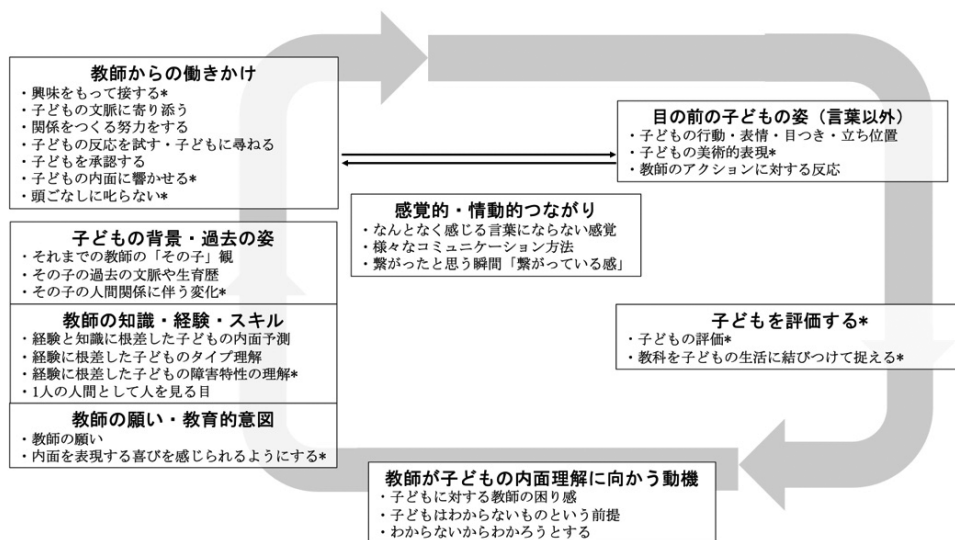 教師からの働きかけ
・興味をもって接する*
・子どもの文脈に寄り添う
・関係をつくる努力をする
・子どもの反応を試す・子どもに尋ねる
・子どもを承認する
・子どもの内面に響かせる*
・頭ごなしに叱らない*
目の前の子どもの姿（言葉以外）
・子どもの行動・表情・目つき・立ち位置
・子どもの美術的表現*
・教師のアクションに対する反応
感覚的・情動的つながり
・なんとなく感じる言葉にならない感覚
・様々なコミュニケーション方法
・繋がったと思う瞬間「繋がっている感」
子どもの背景・過去の姿
・それまでの教師の「その子」観
・その子の過去の文脈や生育歴
・その子の人間関係に伴う変化*
教師の知識・経験・スキル
・経験と知識に根差した子どもの内面予測
・経験に根差した子どものタイプ理解
・経験に根差した子どもの障害特性の理解*
・1人の人間として人を見る目
子どもを評価する*
・子どもの評価*
・教科を子どもの生活に結びつけて捉える*
教師の願い・教育的意図
・教師の願い
・内面を表現する喜びを感じられるようにする*
教師が子どもの内面理解に向かう動機
・子どもに対する教師の困り感
・子どもはわからないものという前提
・わからないからわかろうとする